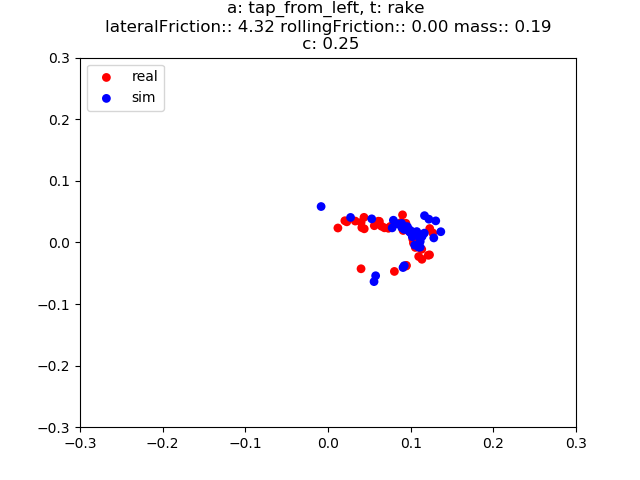 a: tap_from_left, t: rake
lateralFriction:: 4.32 rollingFriction:: 0.00 mass:: 0.19
c: 0.25
real
sim
0.3
0.2
0.1
0.0
−0.1
−0.2
−0.3
−0.3 −0.2 −0.1 0.0 0.1 0.2 0.3